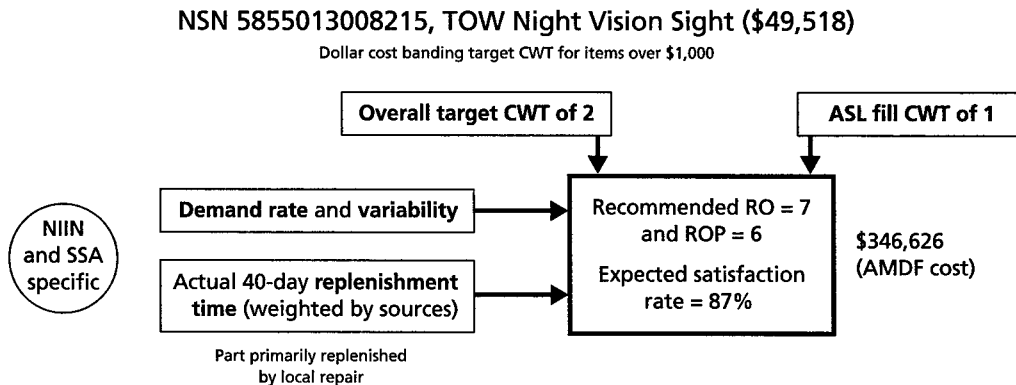 NSN 5855013008215, TOW Night Vision Sight ($49,518)
Dollar cost banding target CWT for items over $1,000
Overall target CWT of 2
ASL fill CWT of 1
NIIN
and SSA
specific
Demand rate and variability
Actual 40-day replenishment
time (weighted by sources)
Part primarily replenished
by local repair
Recommended RO = 7
and ROP = 6
Expected satisfaction
rate = 87%
$346,626
(AMDF cost)